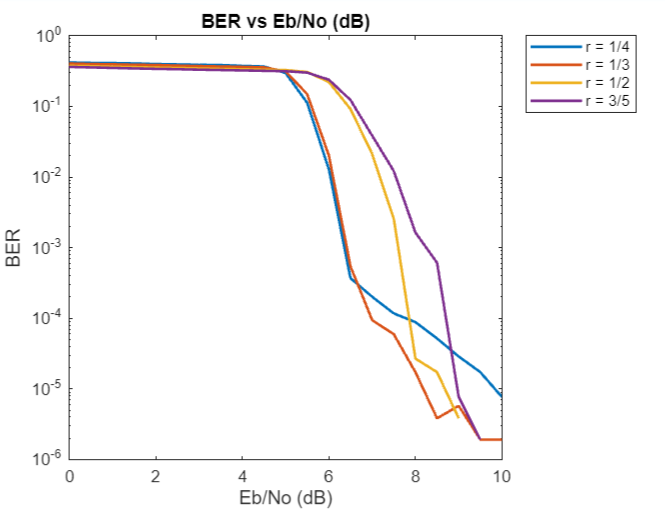 BER vs Eb/No (dB)
10^0
10^-1
10^-2
10^-3
10^-4
10^-5
10^-6
BER
0 2 4 6 8 10
Eb/No (dB)
r = 1/4
r = 1/3
r = 1/2
r = 3/5